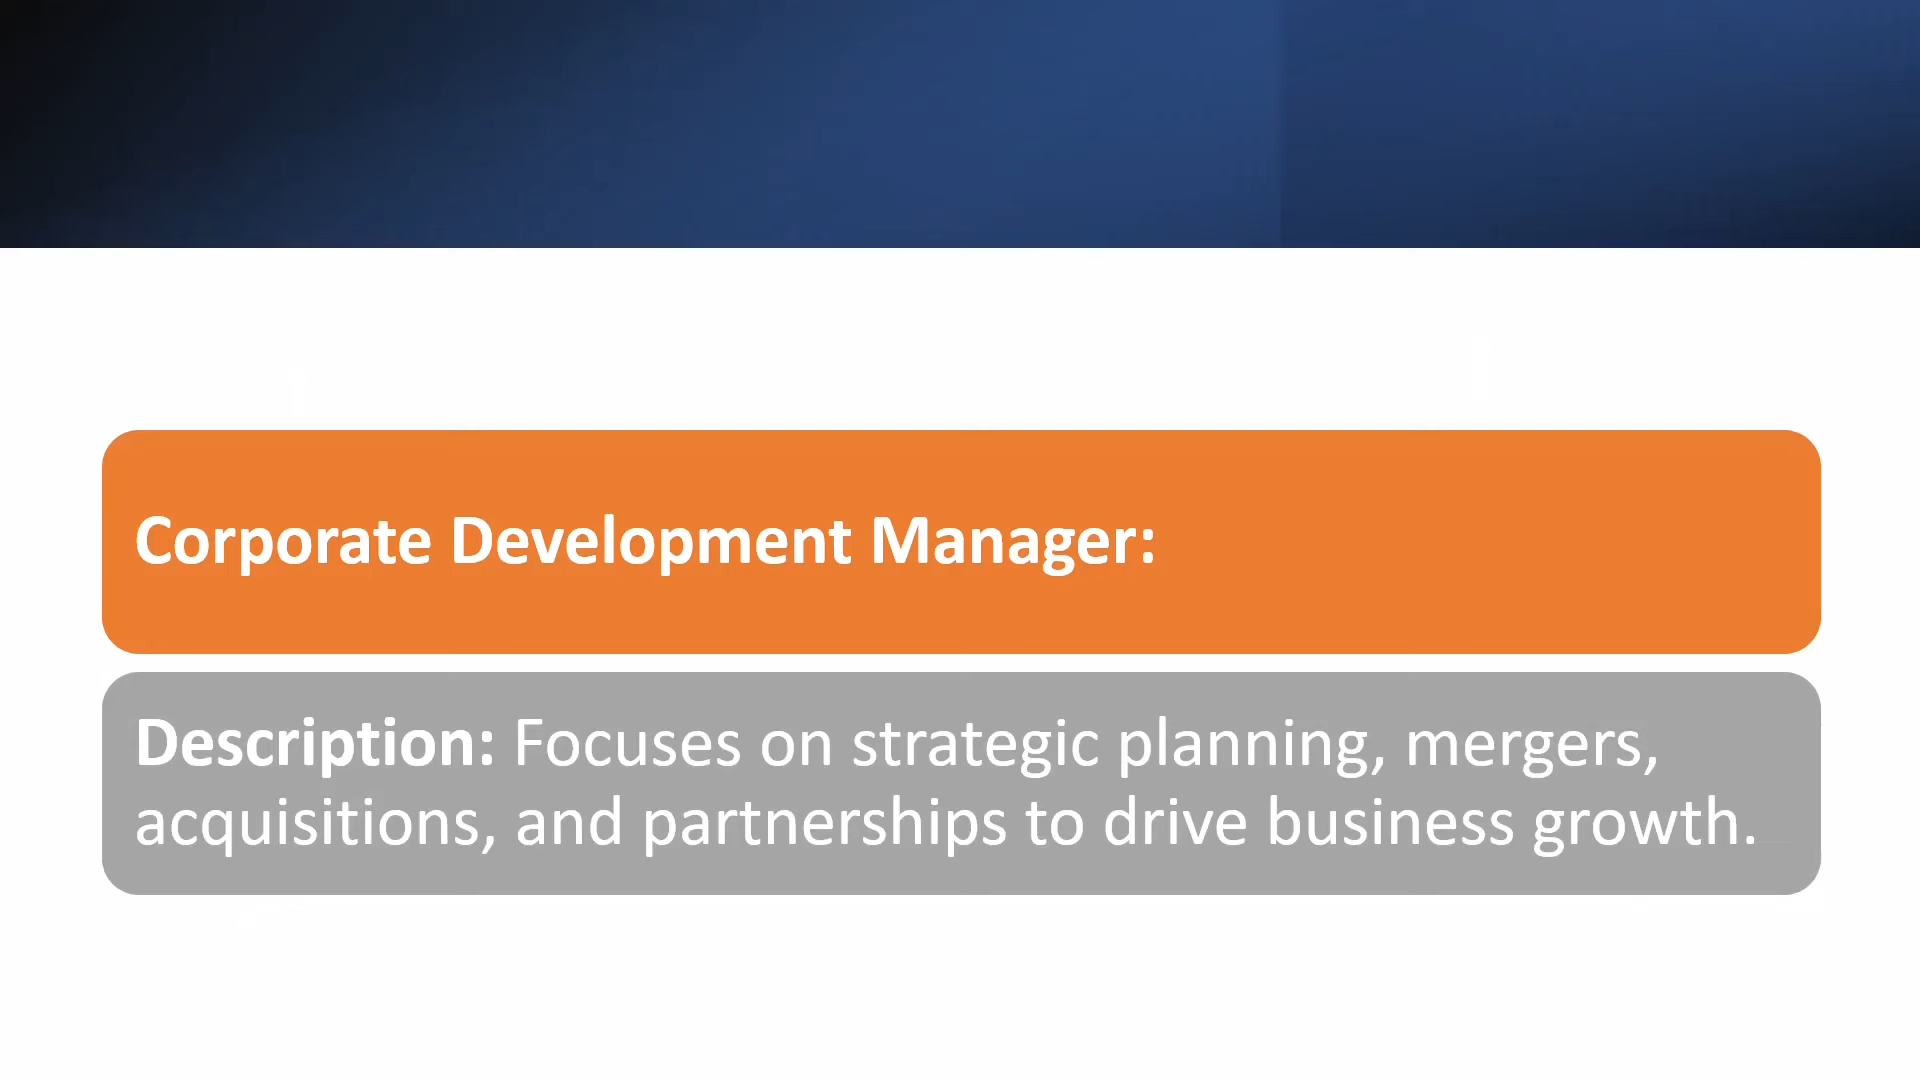 Corporate Development Manager:
Description: Focuses on strategic planning, mergers,
acquisitions, and partnerships to drive business growth.